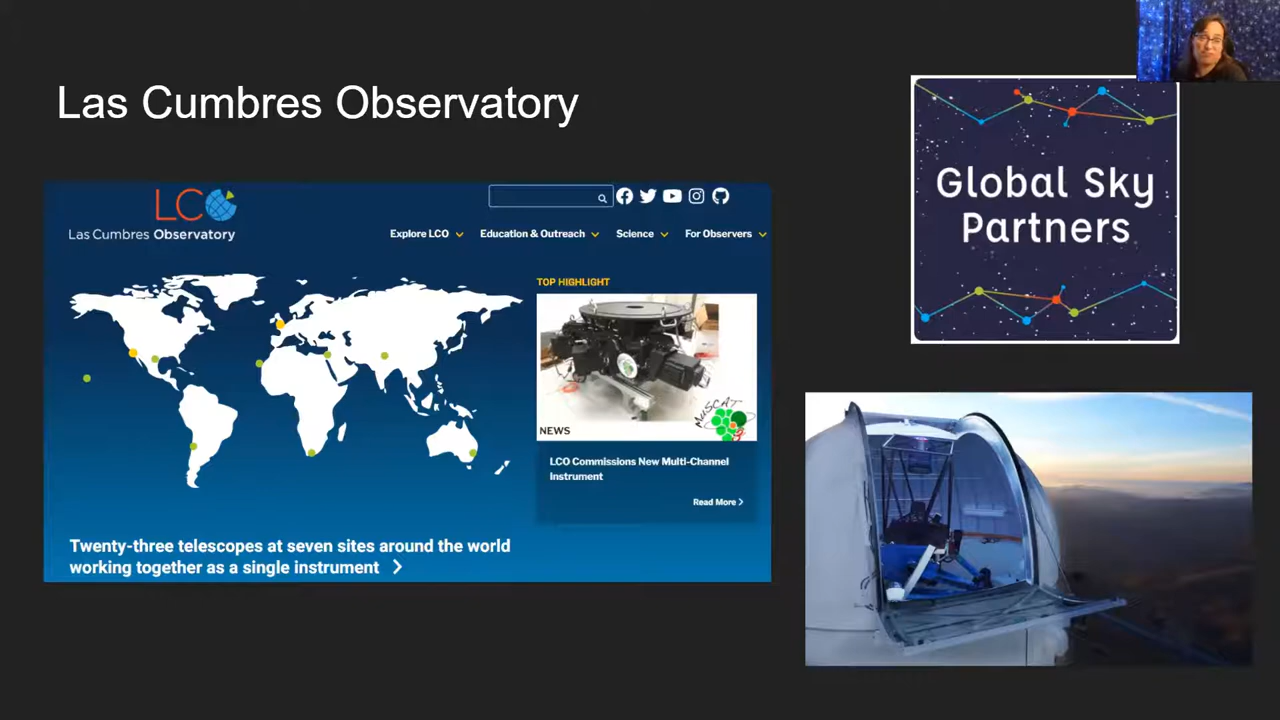 Las Cumbres Observatory
LCO
Las Cumbres Observatory
Explore LCO
Education & Outreach
Science
For Observers
TOP HIGHLIGHT
MuSCAT
NEWS
LCO Commissions New Multi-Channel
Instrument
Read More
Twenty-three telescopes at seven sites around the world
working together as a single instrument
Global Sky
Partners